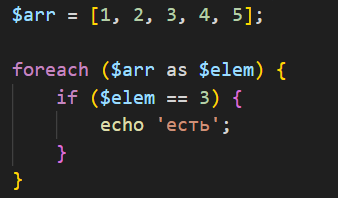 $arr = [1, 2, 3, 4, 5];
foreach ($arr as $elem) {
if ($elem == 3) {
echo 'есть';
}
}